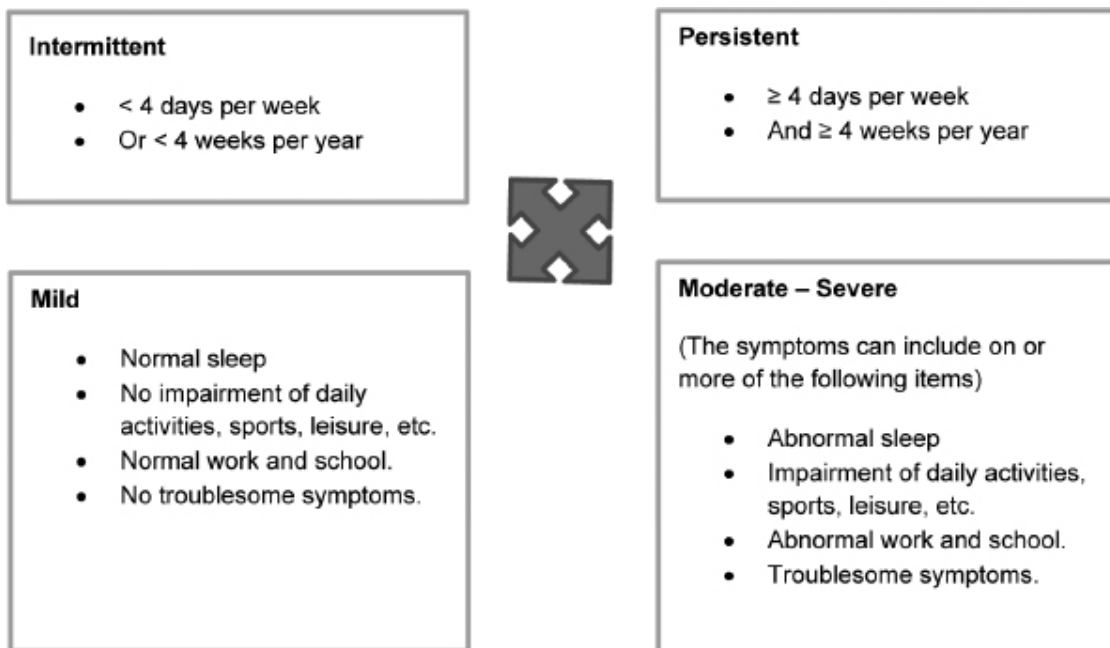 Intermittent
• < 4 days per week
• Or < 4 weeks per year
Persistent
• ≥ 4 days per week
• And ≥ 4 weeks per year
Mild
• Normal sleep
• No impairment of daily
activities, sports, leisure, etc.
• Normal work and school.
• No troublesome symptoms.
Moderate – Severe
(The symptoms can include on or
more of the following items)
• Abnormal sleep
• Impairment of daily activities,
sports, leisure, etc.
• Abnormal work and school.
• Troublesome symptoms.